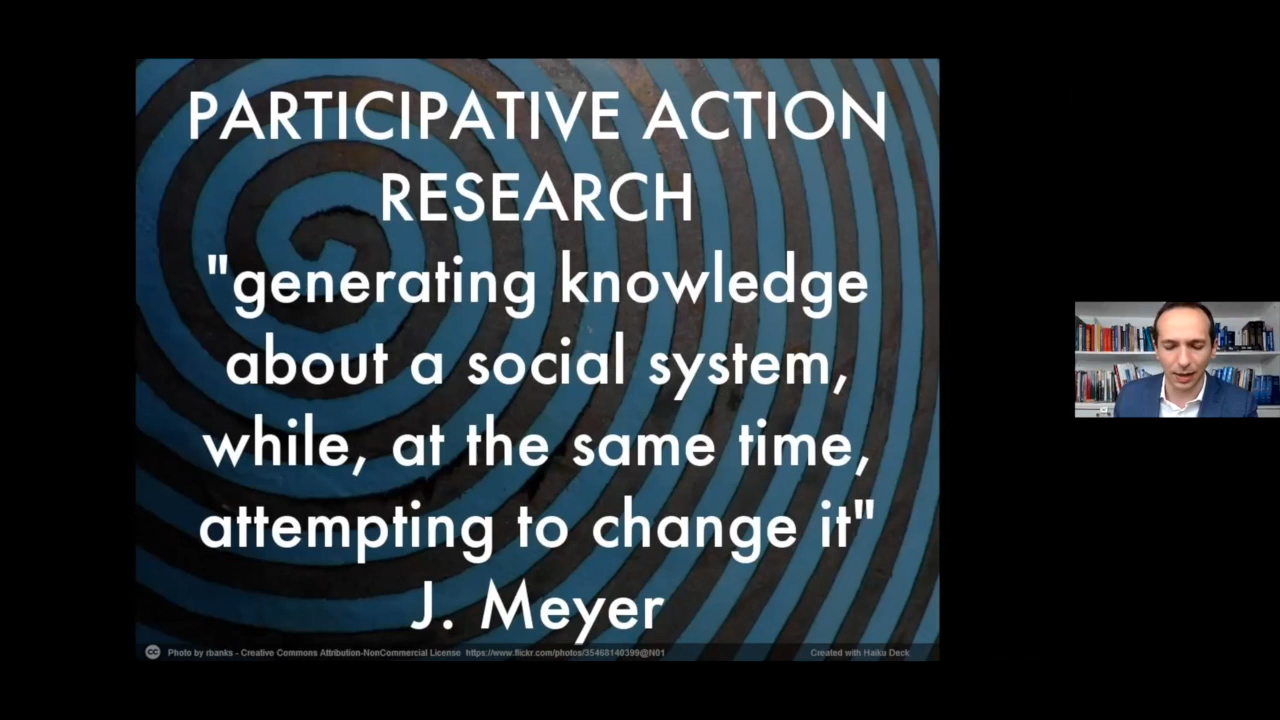 PARTICIPATIVE ACTION
RESEARCH
"generating knowledge
about a social system,
while, at the same time,
attempting to change it"
J. Meyer
cc Photo by rbanks - Creative Commons Attribution-NonCommercial License https://www.flickr.com/photos/35468140399@N01
Created with Haiku Deck